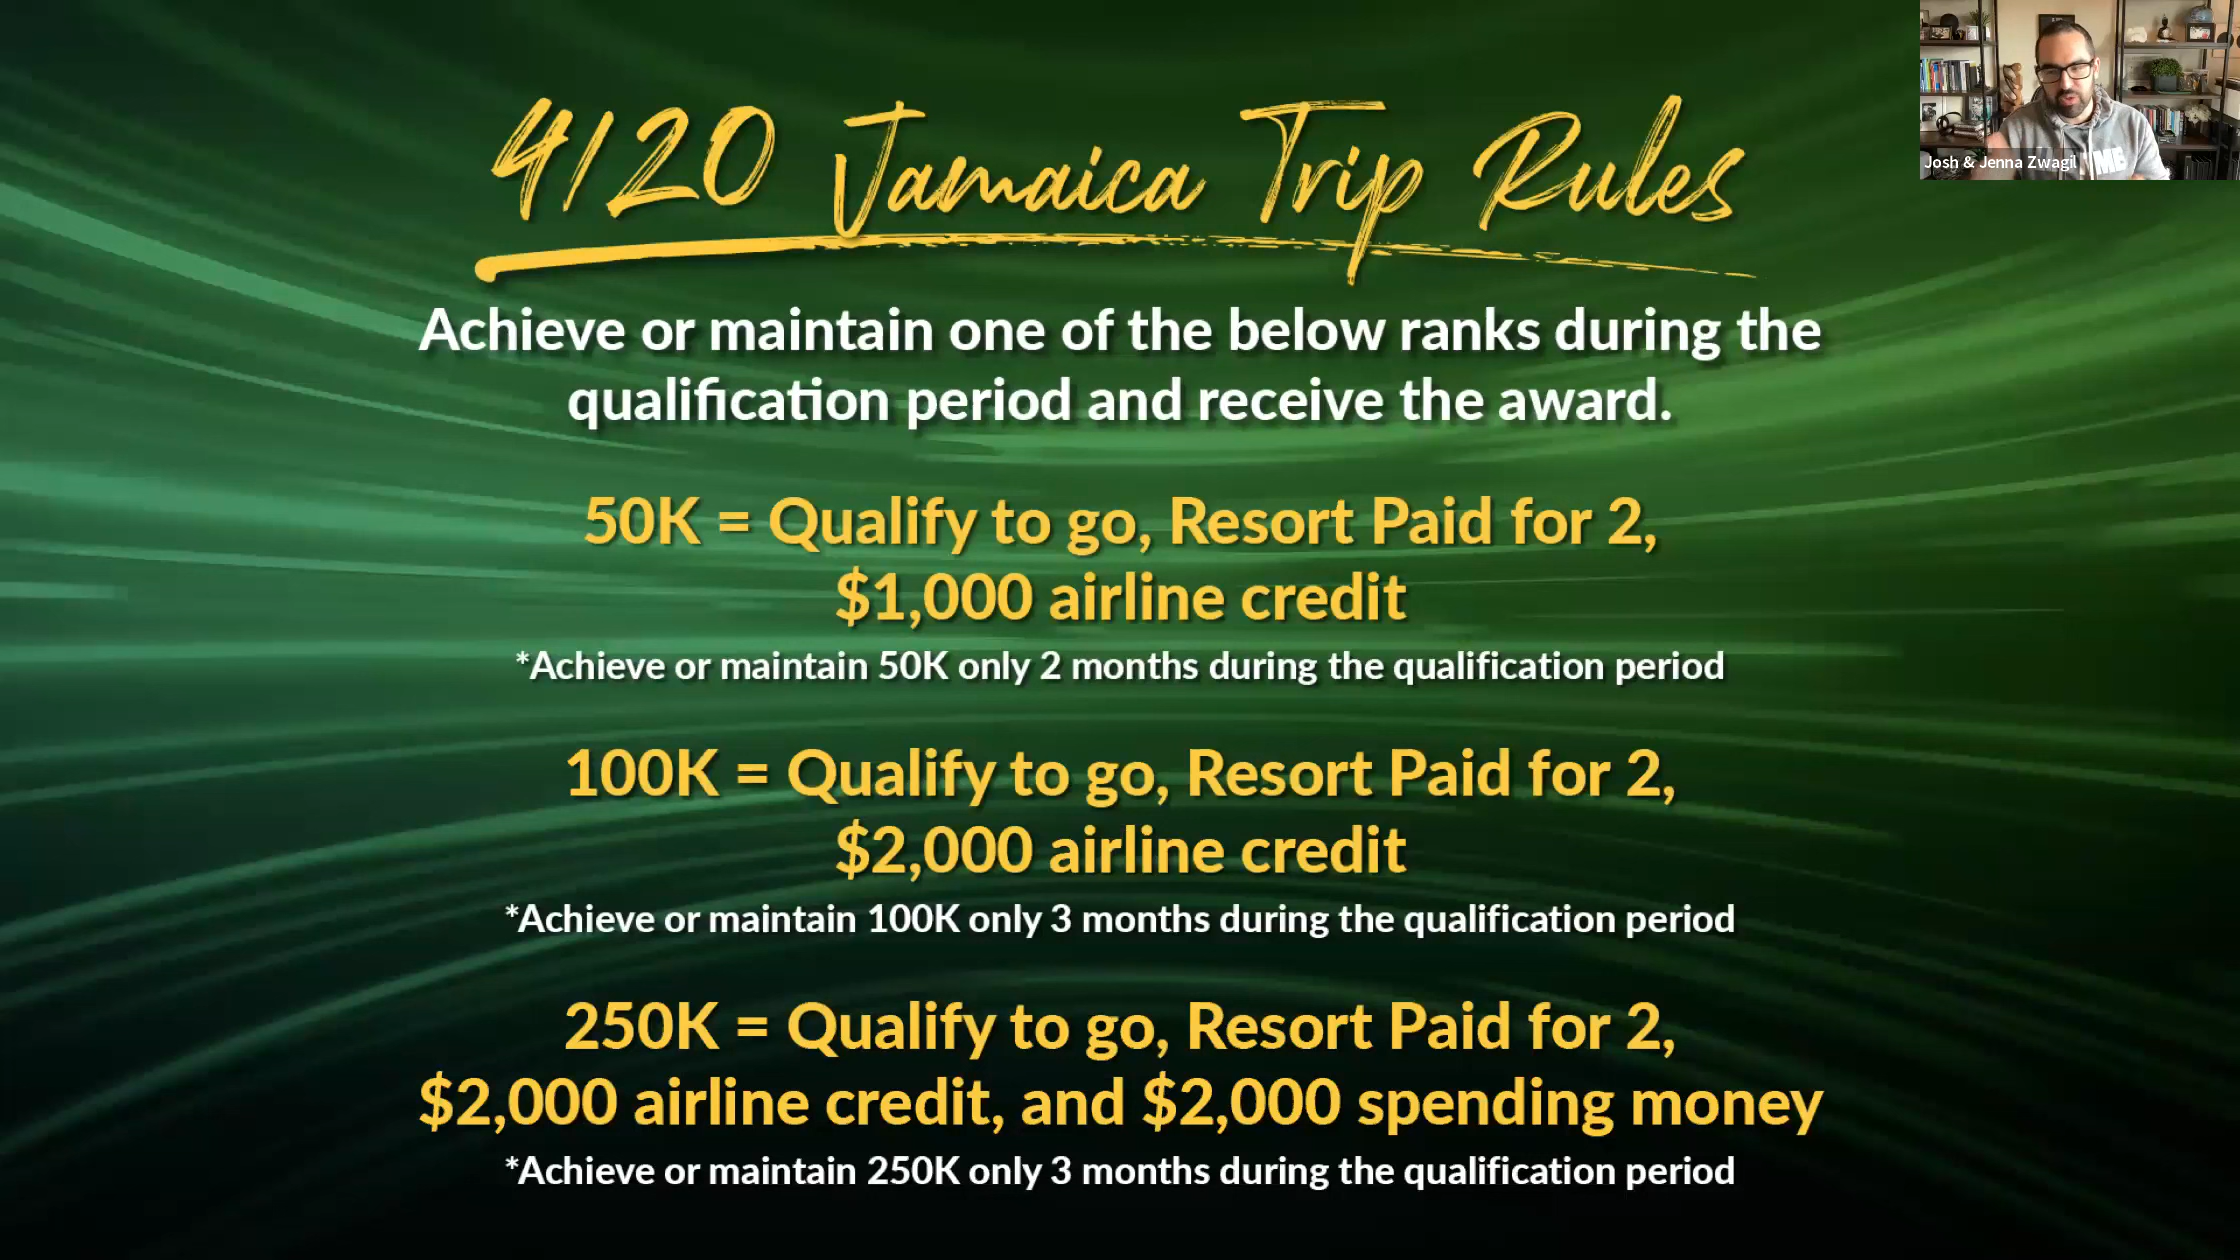 4/20 Jamaica Trip Rules
Achieve or maintain one of the below ranks during the
qualification period and receive the award.
50K = Qualify to go, Resort Paid for 2,
$1,000 airline credit
*Achieve or maintain 50K only 2 months during the qualification period
100K = Qualify to go, Resort Paid for 2,
$2,000 airline credit
*Achieve or maintain 100K only 3 months during the qualification period
250K = Qualify to go, Resort Paid for 2,
$2,000 airline credit, and $2,000 spending money
*Achieve or maintain 250K only 3 months during the qualification period
Josh & Jenna Zwagil